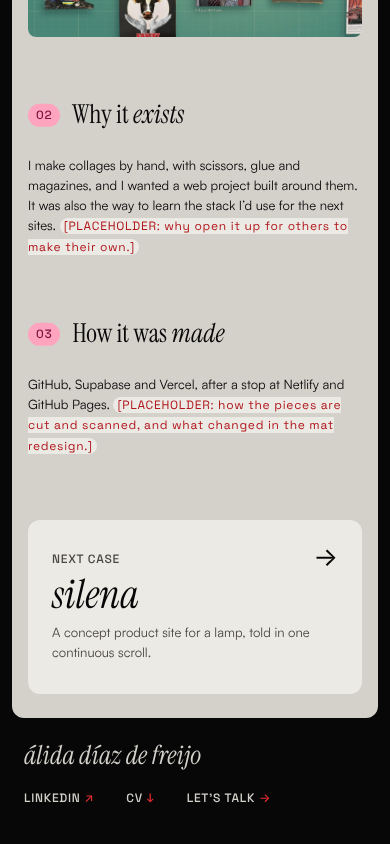 02 Why it exists
I make collages by hand, with scissors, glue and
magazines, and I wanted a web project built around them.
It was also the way to learn the stack I'd use for the next
sites. [PLACEHOLDER: why open it up for others to
make their own.]
03 How it was made
GitHub, Supabase and Vercel, after a stop at Netlify and
GitHub Pages. [PLACEHOLDER: how the pieces are
cut and scanned, and what changed in the mat
redesign.]
NEXT CASE →
silena
A concept product site for a lamp, told in one
continuous scroll.
álida díaz de freijo
LINKEDIN ↗ CV ↓ LET'S TALK →